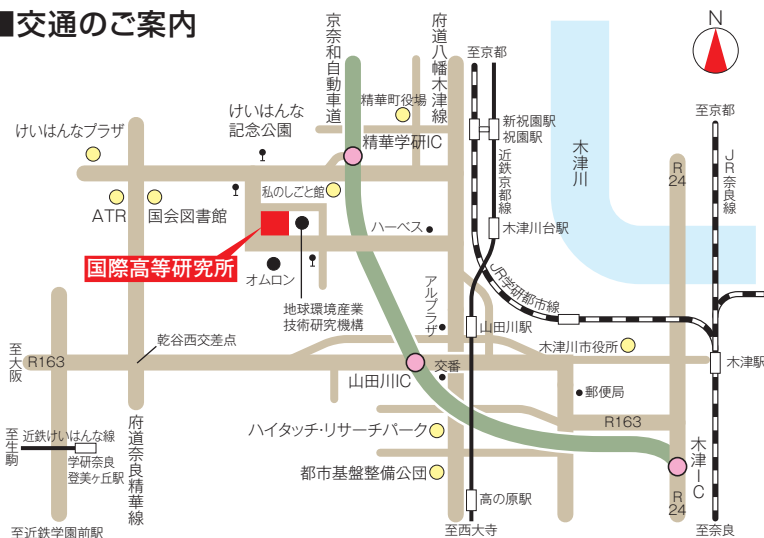 ■交通のご案内
N
京奈和自動車道
府道八幡木津線
至京都
精華町役場
けいはんな
記念公園
けいはんなプラザ
精華学研IC
新祝園駅
祝園駅
近鉄京都線
木津川
至京都
JR奈良線
R
24
私のしごと館
ATR
国会図書館
ハーベス
木津川台駅
国際高等研究所
オムロン
地球環境産業
技術研究機構
アルプラザ
JR学研都市線
山田川駅
木津川市役所
乾谷西交差点
至大阪
R163
山田川IC
交番
木津駅
郵便局
R163
ハイタッチ・リサーチパーク
至生駒
近鉄けいはんな線
学研奈良
登美ヶ丘駅
府道奈良精華線
都市基盤整備公団
木津IC
高の原駅
R
24
至近鉄学園前駅
至西大寺
至奈良